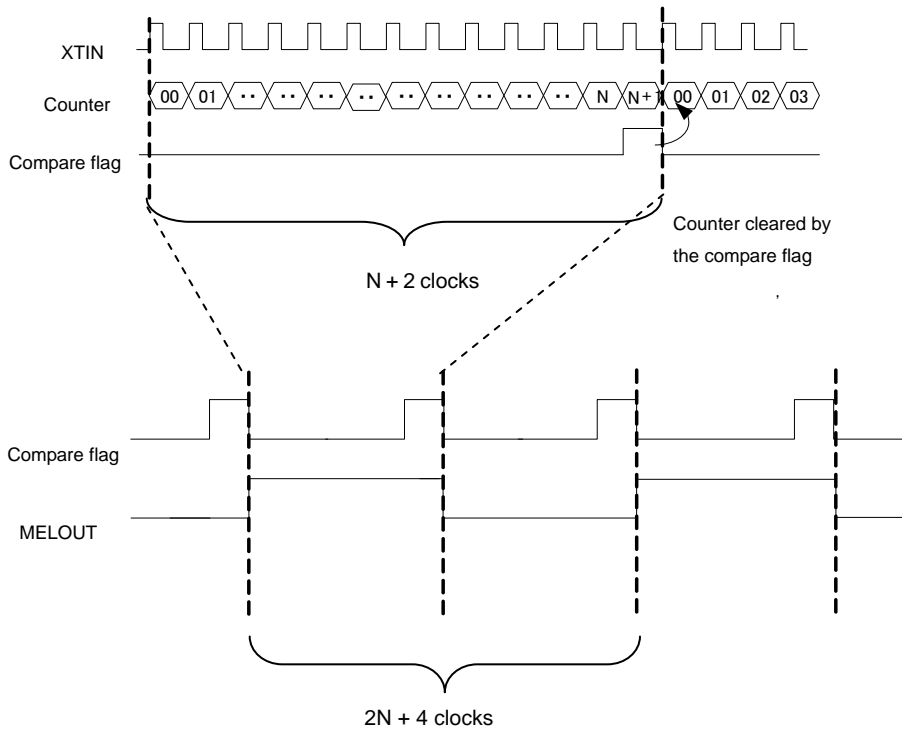 XTIN
Counter 00 01 ‥ ‥ ‥ ‥ ‥ ‥ ‥ ‥ ‥ N N+1 00 01 02 03
Compare flag
Counter cleared by
the compare flag
N + 2 clocks
,
Compare flag
MELOUT
2N + 4 clocks